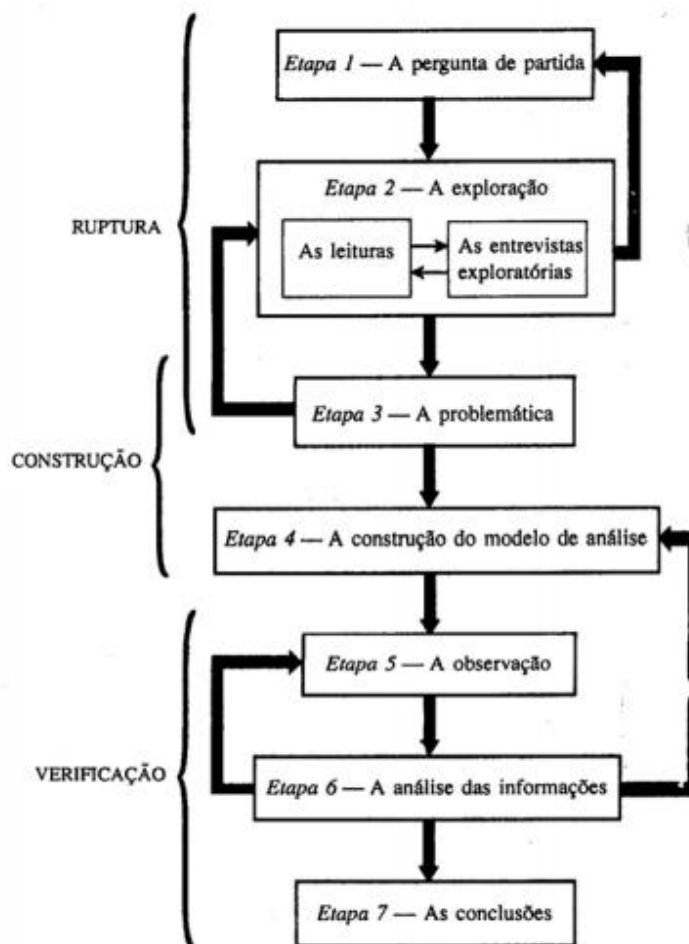 Etapa 1 — A pergunta de partida
Etapa 2 — A exploração
RUPTURA
As leituras
As entrevistas
exploratórias
Etapa 3 — A problemática
CONSTRUÇÃO
Etapa 4 — A construção do modelo de análise
Etapa 5 — A observação
VERIFICAÇÃO
Etapa 6 — A análise das informações
Etapa 7 — As conclusões